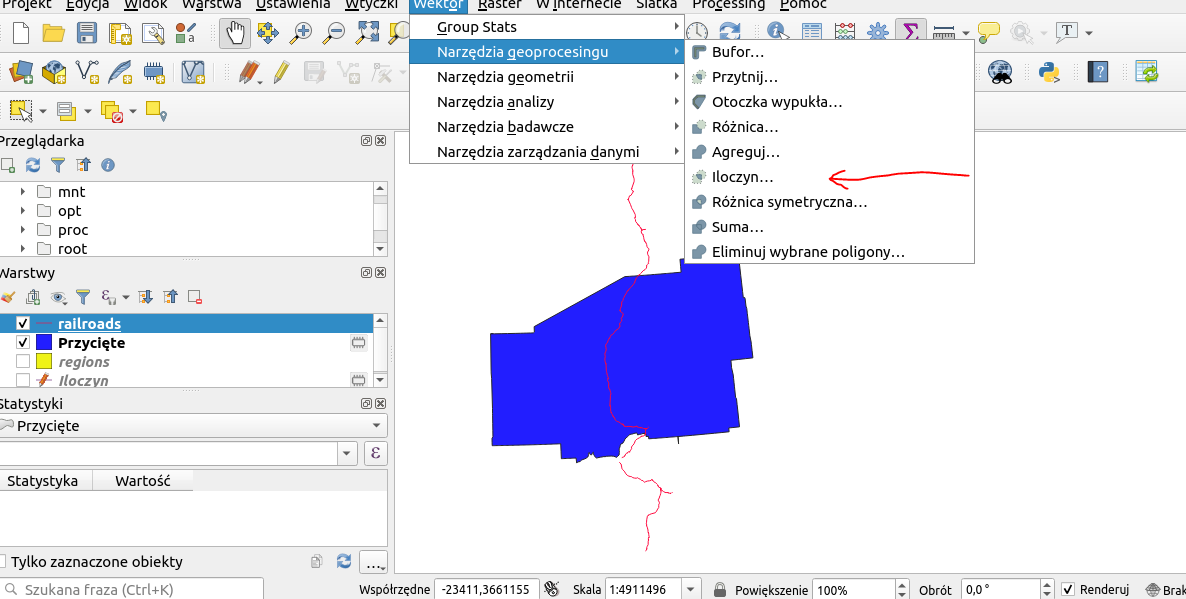 Projekt Edycja Widok Warstwa Ustawienia Wtyczki Wektor Raster W Internecie Siatka Processing Pomoc
Group Stats
Narzędzia geoprocesingu
Narzędzia geometrii
Narzędzia analizy
Narzędzia badawcze
Narzędzia zarządzania danymi
Bufor…
Przytnij…
Otoczka wypukła…
Różnica…
Agreguj…
Iloczyn…
Różnica symetryczna…
Suma…
Eliminuj wybrane poligony…
Przeglądarka
mnt
opt
proc
root
Warstwy
railroads
Przycięte
regions
Iloczyn
Statystyki
Przycięte
ε
Statystyka Wartość
Tylko zaznaczone obiekty
…
Szukana fraza (Ctrl+K)
Współrzędne -23411,3661155 Skala 1:4911496 Powiększenie 100% Obrót 0,0 ° Renderuj Brak